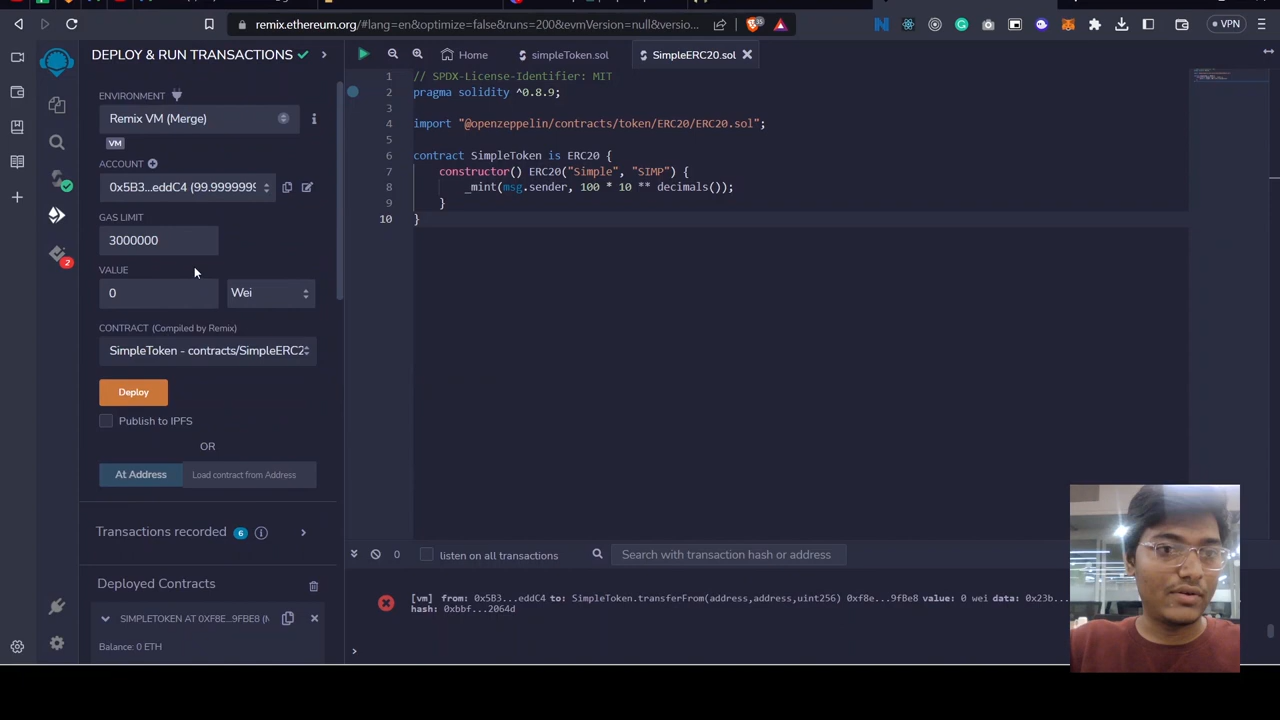 remix.ethereum.org/#lang=en&optimize=false&runs=200&evmVersion=null&versio...
35
VPN
DEPLOY & RUN TRANSACTIONS
Home
simpleToken.sol
SimpleERC20.sol
ENVIRONMENT
Remix VM (Merge)
VM
ACCOUNT
0x5B3...eddC4 (99.9999999
GAS LIMIT
3000000
VALUE
0
Wei
CONTRACT (Compiled by Remix)
SimpleToken - contracts/SimpleERC2
Deploy
Publish to IPFS
OR
At Address
Load contract from Address
Transactions recorded 6
Deployed Contracts
SIMPLETOKEN AT 0XF8E...9FBE8 (M
Balance: 0 ETH
2
1 // SPDX-License-Identifier: MIT
2 pragma solidity ^0.8.9;
3
4 import "@openzeppelin/contracts/token/ERC20/ERC20.sol";
5
6 contract SimpleToken is ERC20 {
7 constructor() ERC20("Simple", "SIMP") {
8 _mint(msg.sender, 100 * 10 ** decimals());
9 }
10 }
0
listen on all transactions
Search with transaction hash or address
[vm] from: 0x5B3...eddC4 to: SimpleToken.transferFrom(address,address,uint256) 0xf8e...9fBe8 value: 0 wei data: 0x23b...
hash: 0xbbf...2064d
>